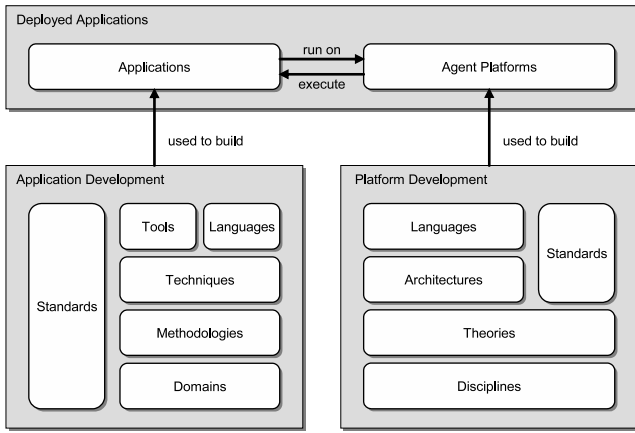 Deployed Applications
Applications
run on
execute
Agent Platforms
used to build
used to build
Application Development
Standards
Tools
Languages
Techniques
Methodologies
Domains
Platform Development
Languages
Architectures
Standards
Theories
Disciplines